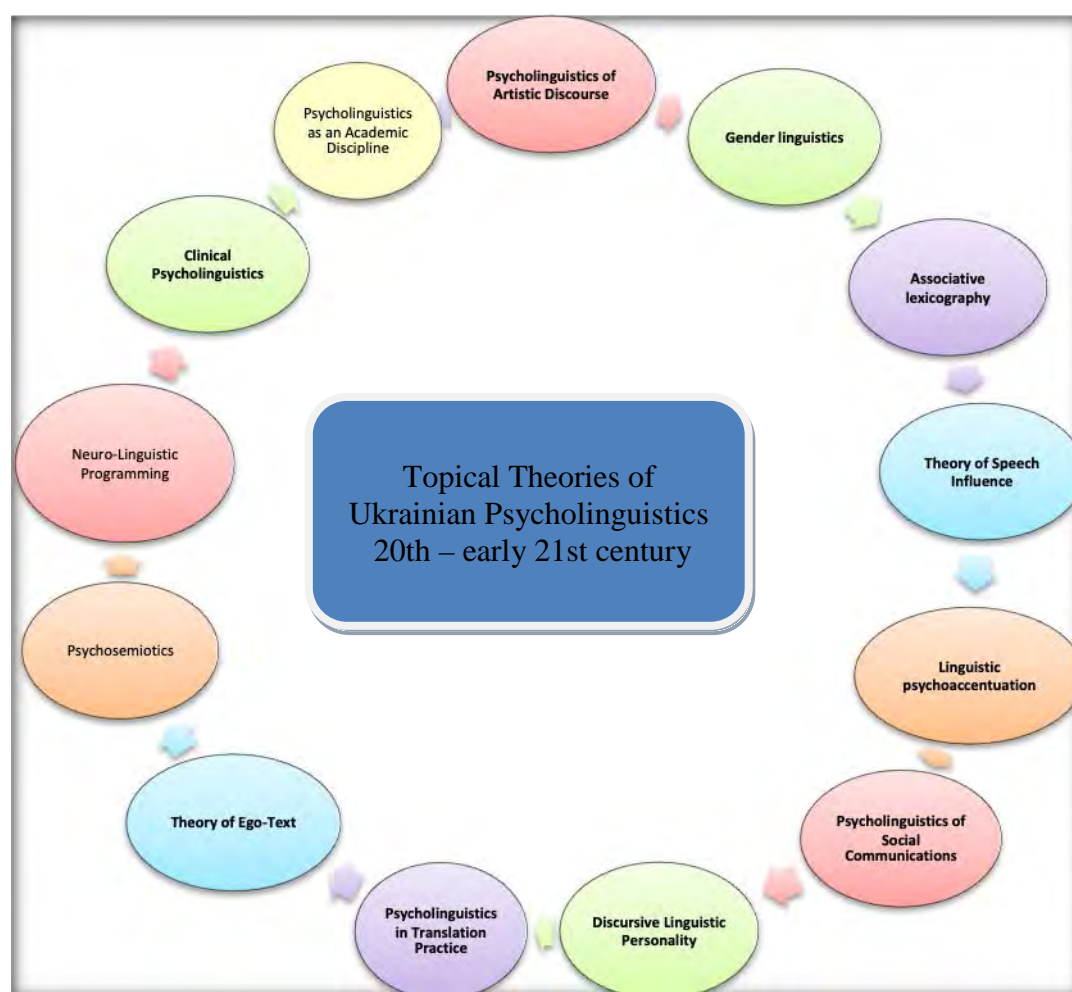 Psycholinguistics of
Artistic Discourse
Gender linguistics
Associative
lexicography
Theory of Speech
Influence
Linguistic
psychoaccentuation
Psycholinguistics of
Social
Communications
Discursive Linguistic
Personality
Psycholinguistics
in Translation
Practice
Theory of Ego-Text
Psychosemiotics
Neuro-Linguistic
Programming
Clinical
Psycholinguistics
Psycholinguistics
as an Academic
Discipline
Topical Theories of
Ukrainian Psycholinguistics
20th – early 21st century